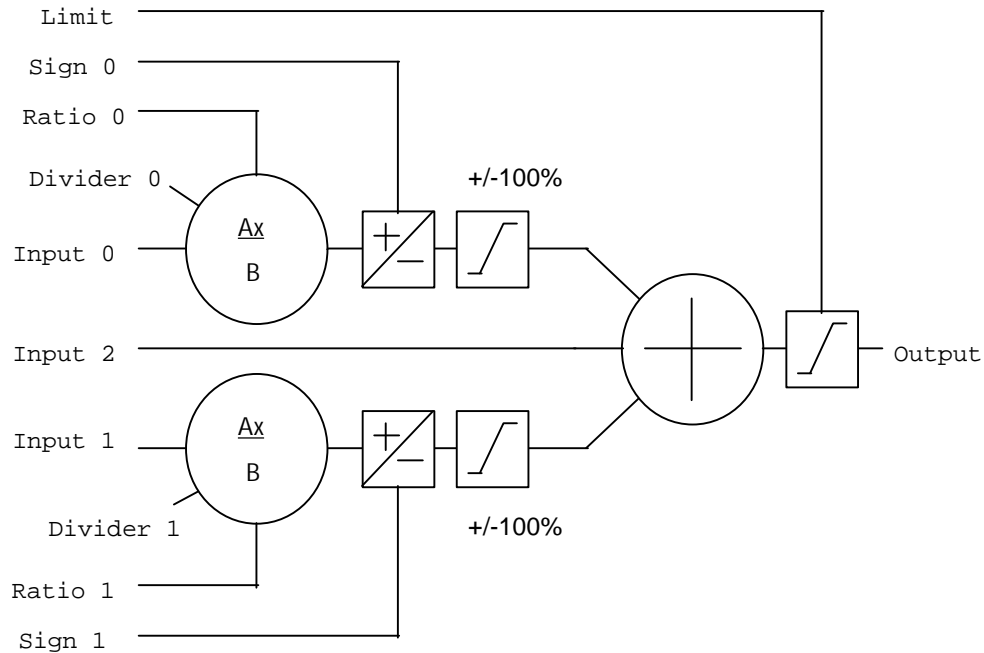 Limit
Sign 0
Ratio 0
Divider 0
+/-100%
Ax
B
Input 0
+
−
Input 2
Output
Input 1
Ax
B
+
−
Divider 1
+/-100%
Ratio 1
Sign 1